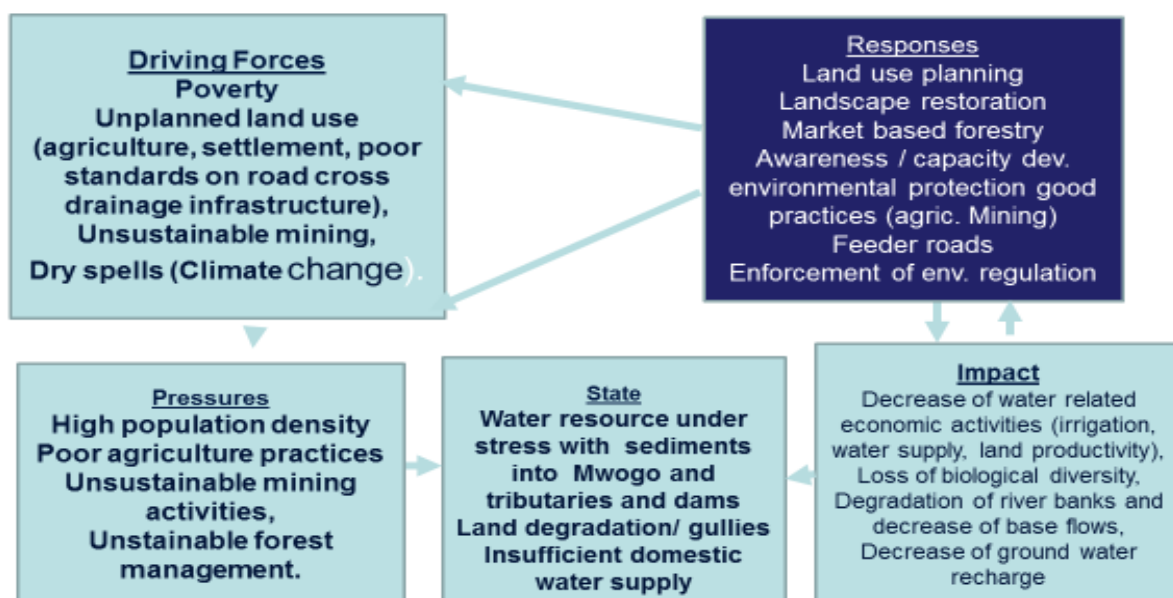 Driving Forces
Poverty
Unplanned land use
(agriculture, settlement, poor
standards on road cross
drainage infrastructure),
Unsustainable mining,
Dry spells (Climate change).
Responses
Land use planning
Landscape restoration
Market based forestry
Awareness / capacity dev.
environmental protection good
practices (agric. Mining)
Feeder roads
Enforcement of env. regulation
Pressures
High population density
Poor agriculture practices
Unsustainable mining
activities,
Unstainable forest
management.
State
Water resource under
stress with sediments
into Mwogo and
tributaries and dams
Land degradation/ gullies
Insufficient domestic
water supply
Impact
Decrease of water related
economic activities (irrigation,
water supply, land productivity),
Loss of biological diversity,
Degradation of river banks and
decrease of base flows,
Decrease of ground water
recharge